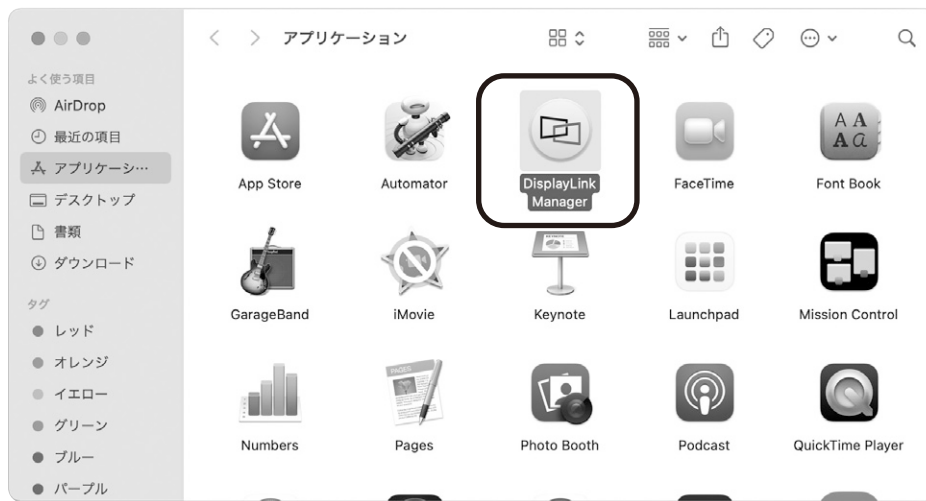 アプリケーション
よく使う項目
AirDrop
最近の項目
アプリケーシ…
デスクトップ
書類
ダウンロード
タグ
レッド
オレンジ
イエロー
グリーン
ブルー
パープル
App Store
Automator
DisplayLink
Manager
FaceTime
Font Book
GarageBand
iMovie
Keynote
Launchpad
Mission Control
Numbers
PAGES
Pages
Photo Booth
Podcast
QuickTime Player